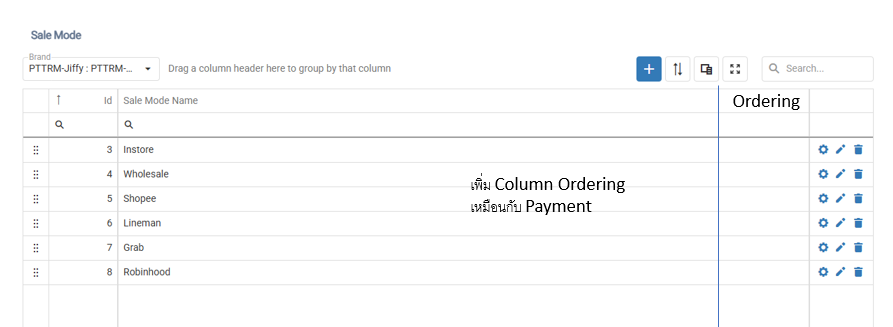 Sale Mode
Brand
PTTRM-Jiffy : PTTRM-...
Drag a column header here to group by that column
Search...
Id
Sale Mode Name
Ordering
3 Instore
4 Wholesale
5 Shopee
6 Lineman
7 Grab
8 Robinhood
เพิ่ม Column Ordering
เหมือนกับ Payment